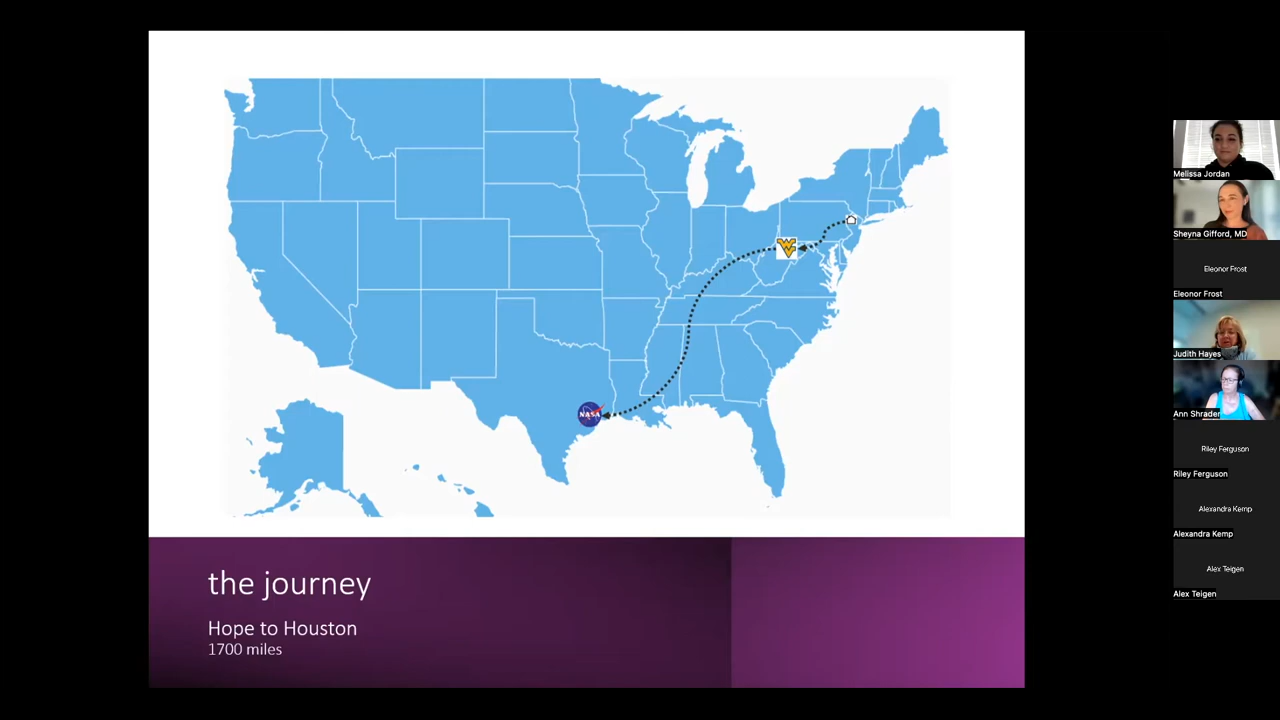 WV
NASA
the journey
Hope to Houston
1700 miles
Melissa Jordan
Sheyna Gifford, MD
Eleonor Frost
Eleonor Frost
Judith Hayes
Ann Shrader
Riley Ferguson
Riley Ferguson
Alexandra Kemp
Alexandra Kemp
Alex Teigen
Alex Teigen